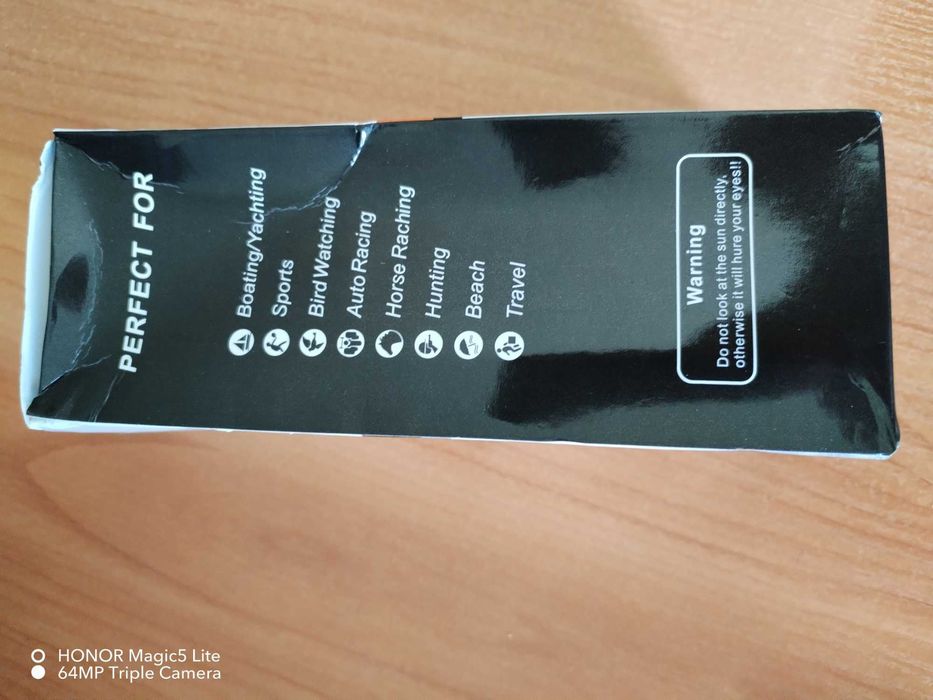 PERFECT FOR
Boating/Yachting
Sports
Bird Watching
Auto Racing
Horse Raching
Hunting
Beach
Travel
Warning
Do not look at the sun directly,
otherwise it will hure your eyes!!
HONOR Magic5 Lite
64MP Triple Camera